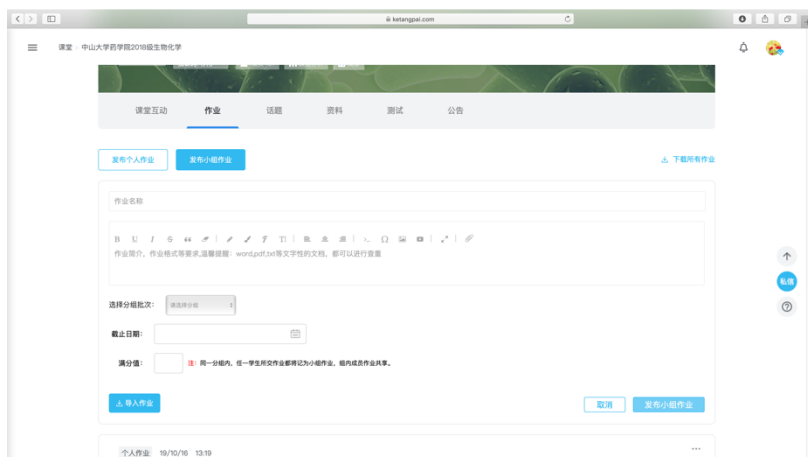 ketangpai.com
课堂 › 中山大学药学院2018级生物化学
课堂互动 作业 话题 资料 测试 公告
发布个人作业 发布小组作业 下载所有作业
作业名称
B U I S
作业简介，作业格式等要求,温馨提醒：word,pdf,txt等文字性的文档，都可以进行查重
选择分组批次： 请选择分组
私信
截止日期：
满分值： 注：同一分组内，任一学生所交作业都将记为小组作业，组内成员作业共享。
导入作业 取消 发布小组作业
个人作业 19/10/16 13:19